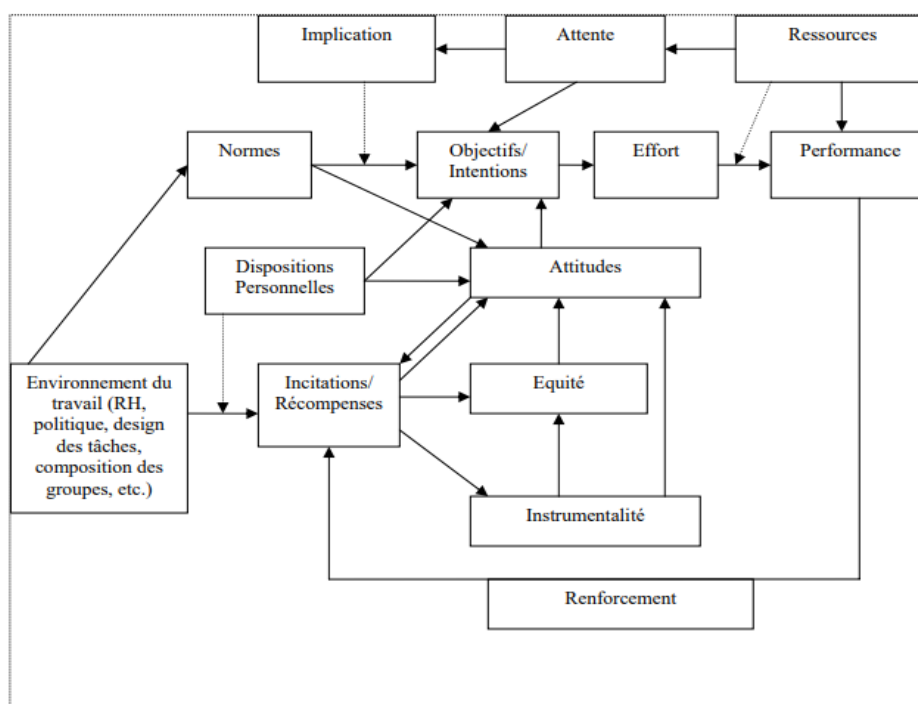 Implication
Attente
Ressources
Normes
Objectifs/
Intentions
Effort
Performance
Dispositions
Personnelles
Attitudes
Environnement du
travail (RH,
politique, design
des tâches,
composition des
groupes, etc.)
Incitations/
Récompenses
Equité
Instrumentalité
Renforcement